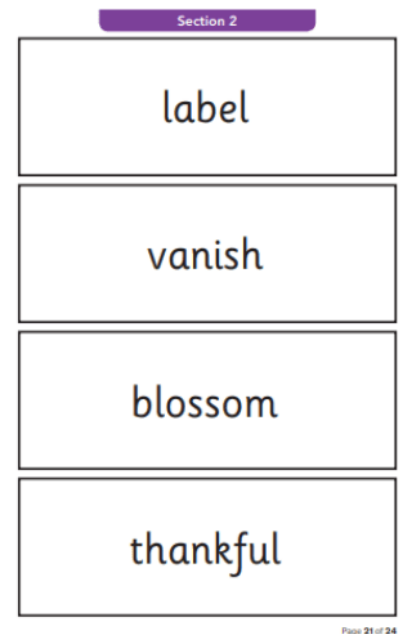 Section 2
label
vanish
blossom
thankful
Page 21 of 24